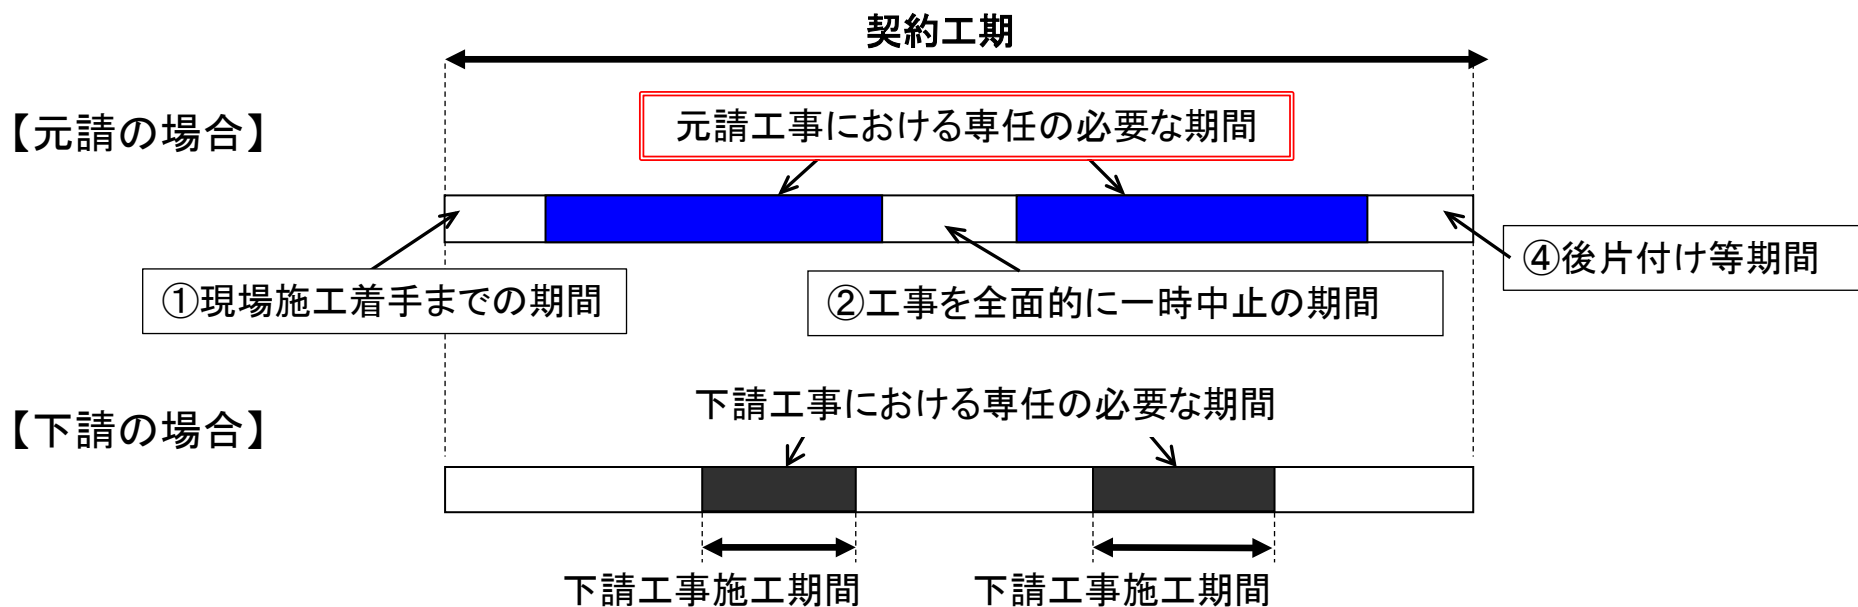 契約工期
【元請の場合】
元請工事における専任の必要な期間
①現場施工着手までの期間
②工事を全面的に一時中止の期間
④後片付け等期間
【下請の場合】
下請工事における専任の必要な期間
下請工事施工期間
下請工事施工期間